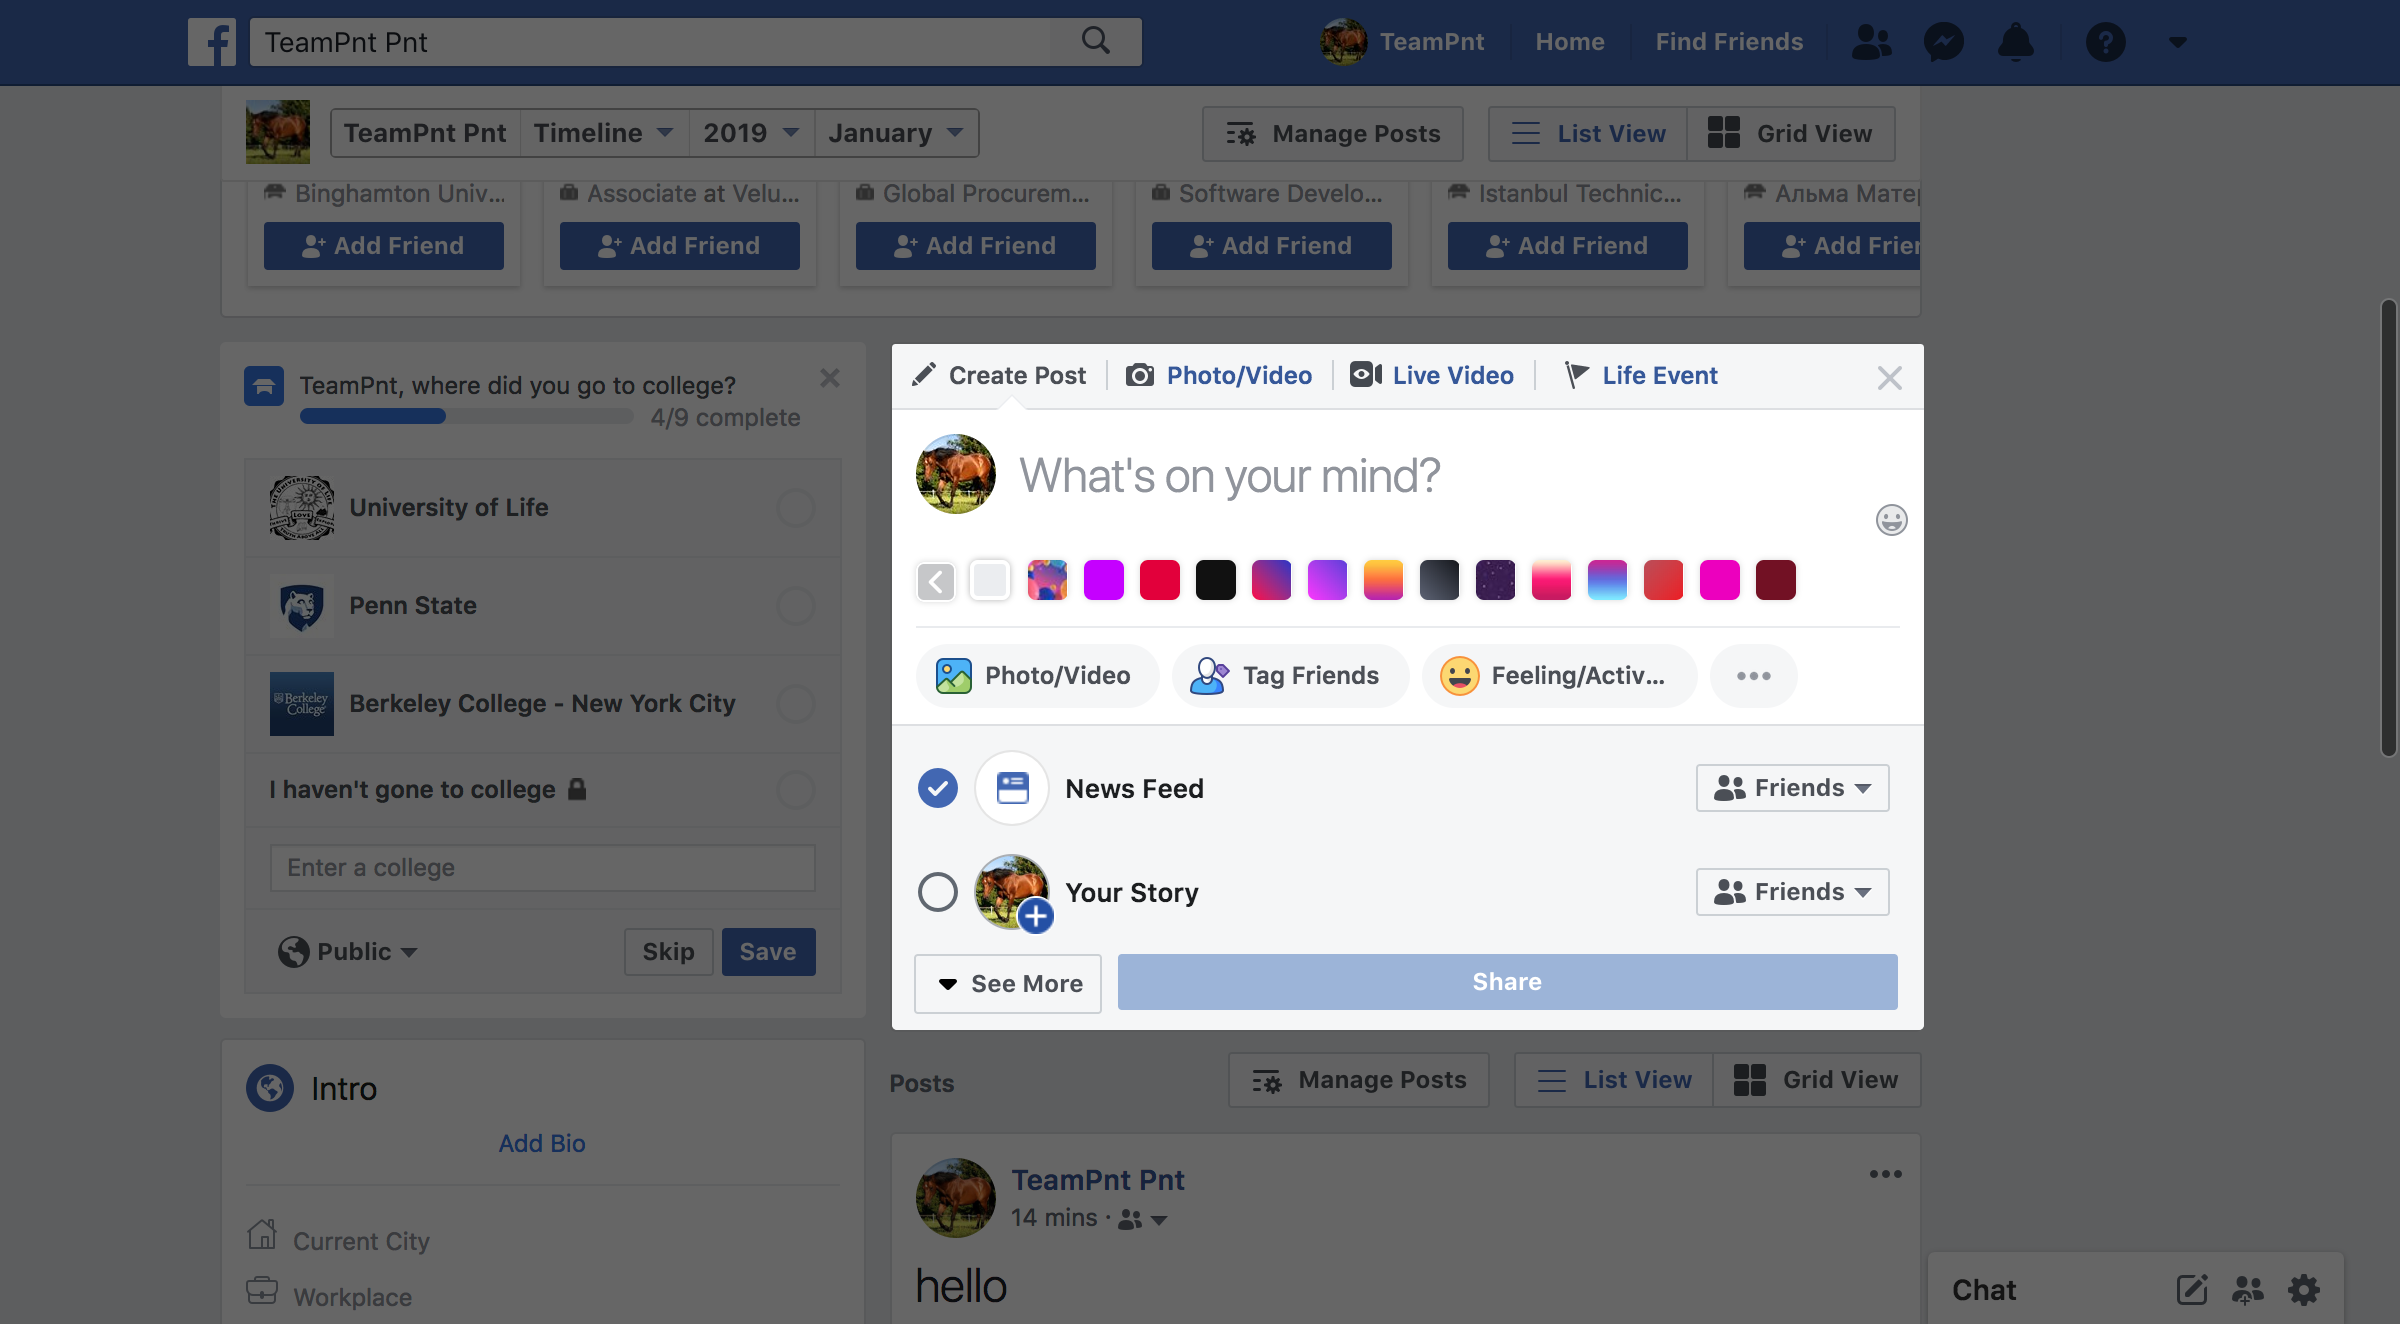 TeamPnt Pnt
TeamPnt Home Find Friends
TeamPnt Pnt Timeline 2019 January Manage Posts List View Grid View
Binghamton Univ... Associate at Velu... Global Procurem... Software Develo... Istanbul Technic... Альма Матер
Add Friend Add Friend Add Friend Add Friend Add Friend Add Frien
TeamPnt, where did you go to college?
4/9 complete
University of Life
Penn State
Berkeley College
Berkeley College - New York City
I haven't gone to college
Enter a college
Public Skip Save
Intro
Add Bio
Current City
Workplace
Create Post Photo/Video Live Video Life Event
What's on your mind?
Photo/Video Tag Friends Feeling/Activ...
News Feed Friends
Your Story Friends
See More Share
Posts Manage Posts List View Grid View
TeamPnt Pnt
14 mins ·
hello
Chat